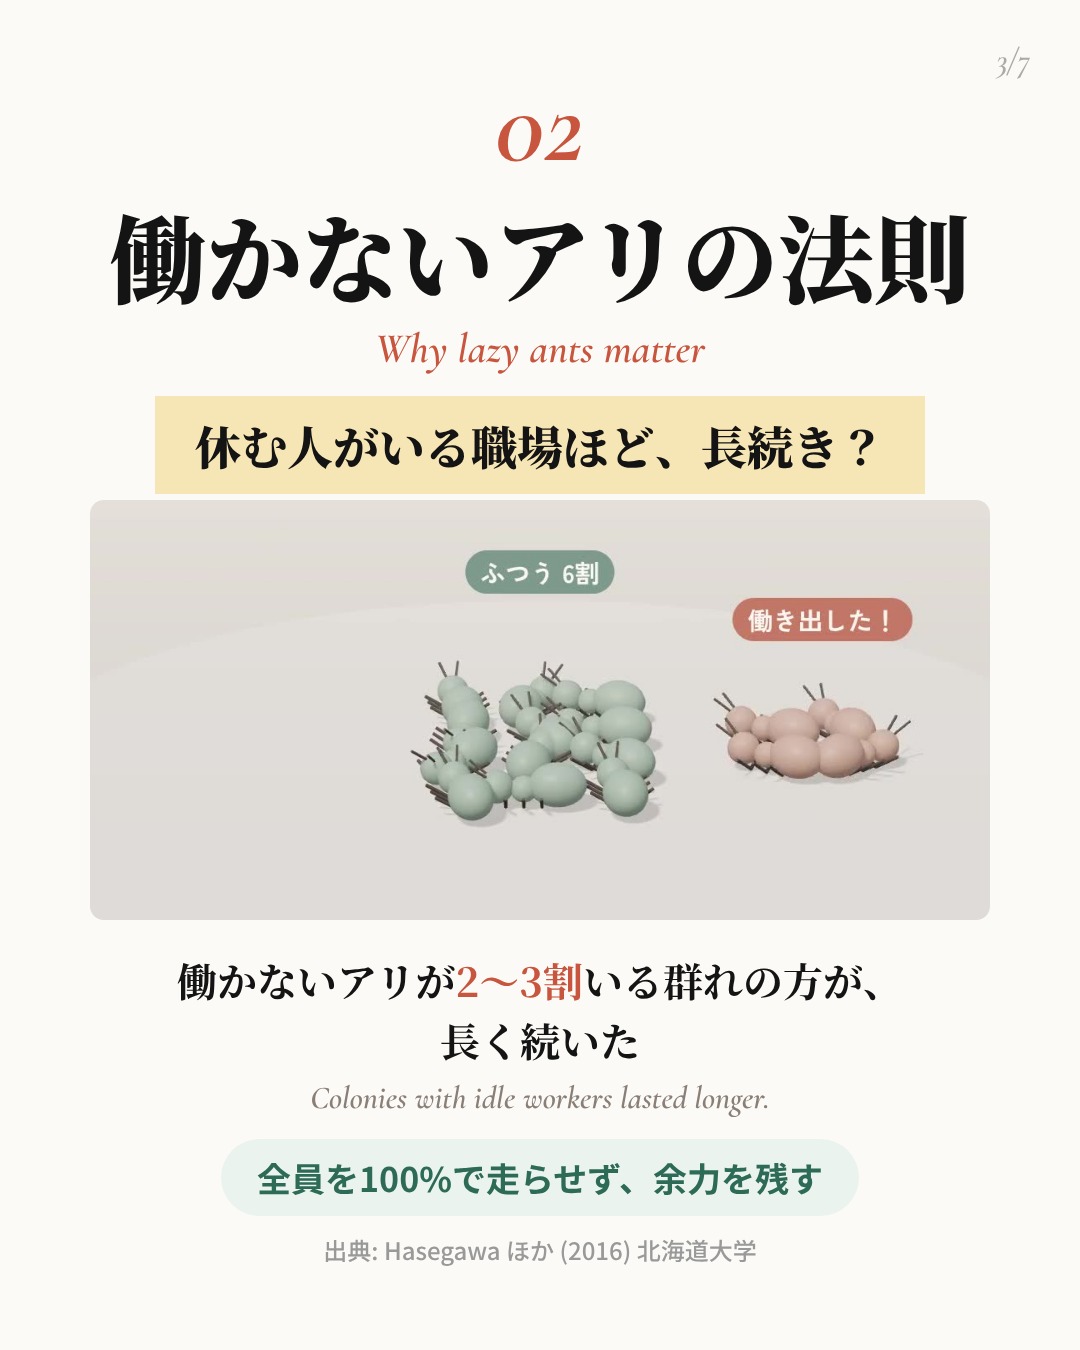 3/7
02
働かないアリの法則
Why lazy ants matter
休む人がいる職場ほど、長続き？
ふつう 6割
働き出した！
働かないアリが2〜3割いる群れの方が、
長く続いた
Colonies with idle workers lasted longer.
全員を100%で走らせず、余力を残す
出典: Hasegawa ほか (2016) 北海道大学